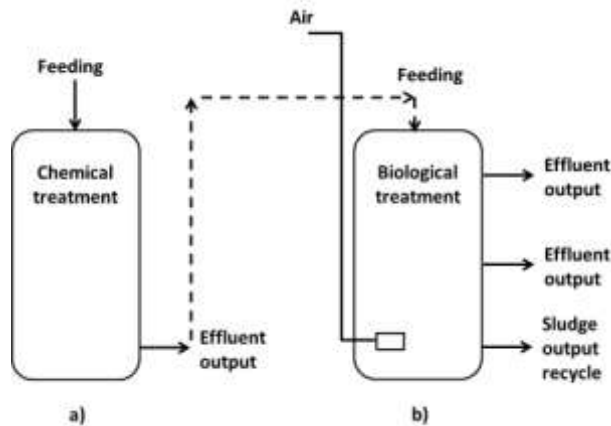 Air
Feeding
Feeding
Chemical
treatment
Biological
treatment
Effluent
output
Effluent
output
Effluent
output
Sludge
output
recycle
a)
b)